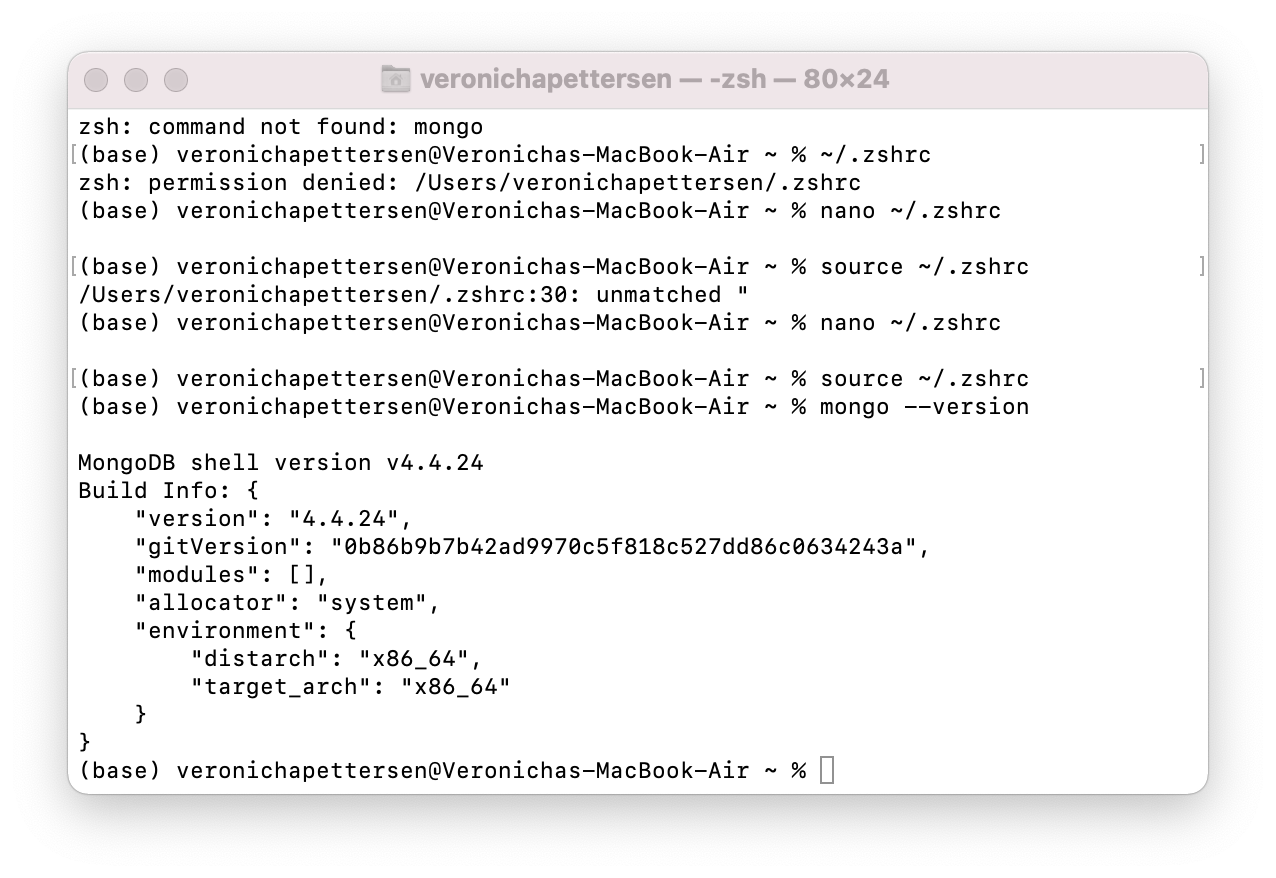 veronichapettersen — -zsh — 80×24
zsh: command not found: mongo
[(base) veronichapettersen@Veronichas-MacBook-Air ~ % ~/.zshrc ]
zsh: permission denied: /Users/veronichapettersen/.zshrc
(base) veronichapettersen@Veronichas-MacBook-Air ~ % nano ~/.zshrc
[(base) veronichapettersen@Veronichas-MacBook-Air ~ % source ~/.zshrc ]
/Users/veronichapettersen/.zshrc:30: unmatched "
(base) veronichapettersen@Veronichas-MacBook-Air ~ % nano ~/.zshrc
[(base) veronichapettersen@Veronichas-MacBook-Air ~ % source ~/.zshrc ]
(base) veronichapettersen@Veronichas-MacBook-Air ~ % mongo --version
MongoDB shell version v4.4.24
Build Info: {
    "version": "4.4.24",
    "gitVersion": "0b86b9b7b42ad9970c5f818c527dd86c0634243a",
    "modules": [],
    "allocator": "system",
    "environment": {
        "distarch": "x86_64",
        "target_arch": "x86_64"
    }
}
(base) veronichapettersen@Veronichas-MacBook-Air ~ %